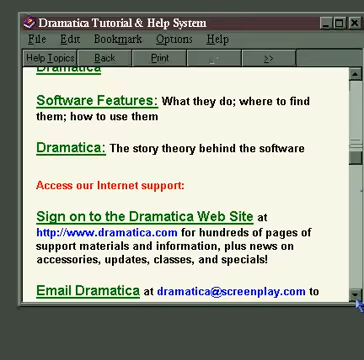 Dramatica Tutorial & Help System
File Edit Bookmark Options Help
Help Topics Back Print << >>
Dramatica
Software Features: What they do; where to find
them; how to use them
Dramatica: The story theory behind the software
Access our Internet support:
Sign on to the Dramatica Web Site at
http://www.dramatica.com for hundreds of pages of
support materials and information, plus news on
accessories, updates, classes, and specials!
Email Dramatica at dramatica@screenplay.com to